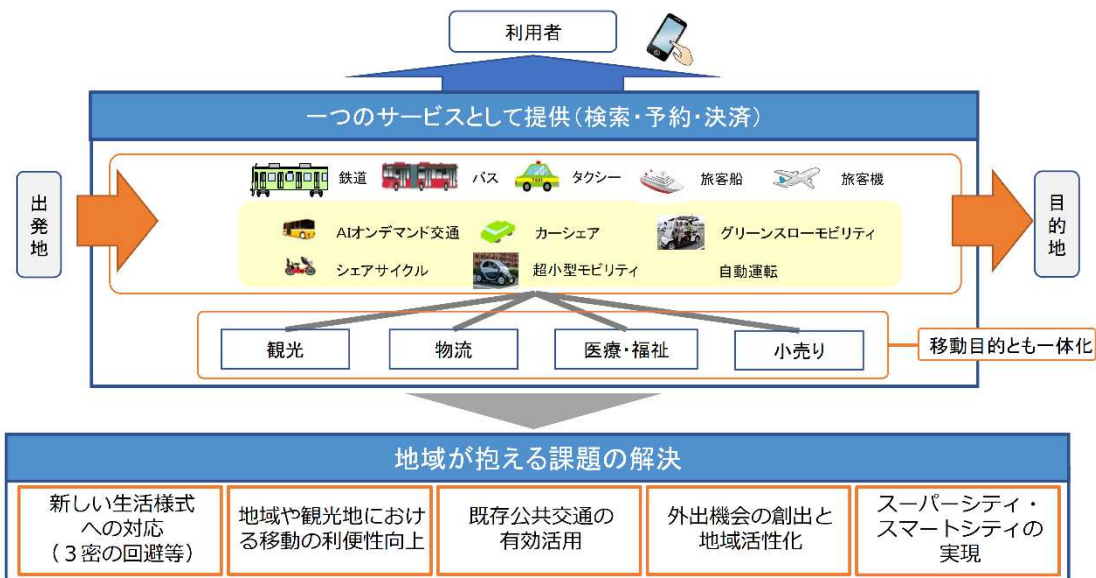 利用者
一つのサービスとして提供(検索・予約・決済)
出発地
鉄道
バス
タクシー
TAXI
旅客船
旅客機
AIオンデマンド交通
カーシェア
グリーンスローモビリティ
シェアサイクル
超小型モビリティ
自動運転
目的地
観光
物流
医療・福祉
小売り
移動目的とも一体化
地域が抱える課題の解決
新しい生活様式
への対応
(3密の回避等)
地域や観光地におけ
る移動の利便性向上
既存公共交通の
有効活用
外出機会の創出と
地域活性化
スーパーシティ・
スマートシティの
実現